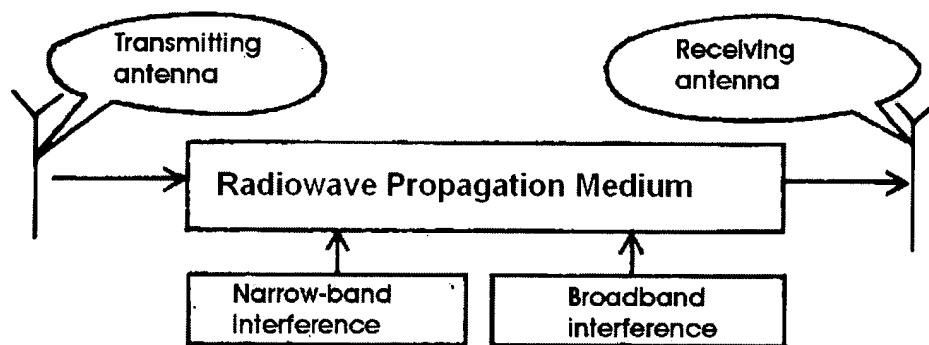 Transmitting
antenna
Receiving
antenna
Radiowave Propagation Medium
Narrow-band
Interference
Broadband
interference